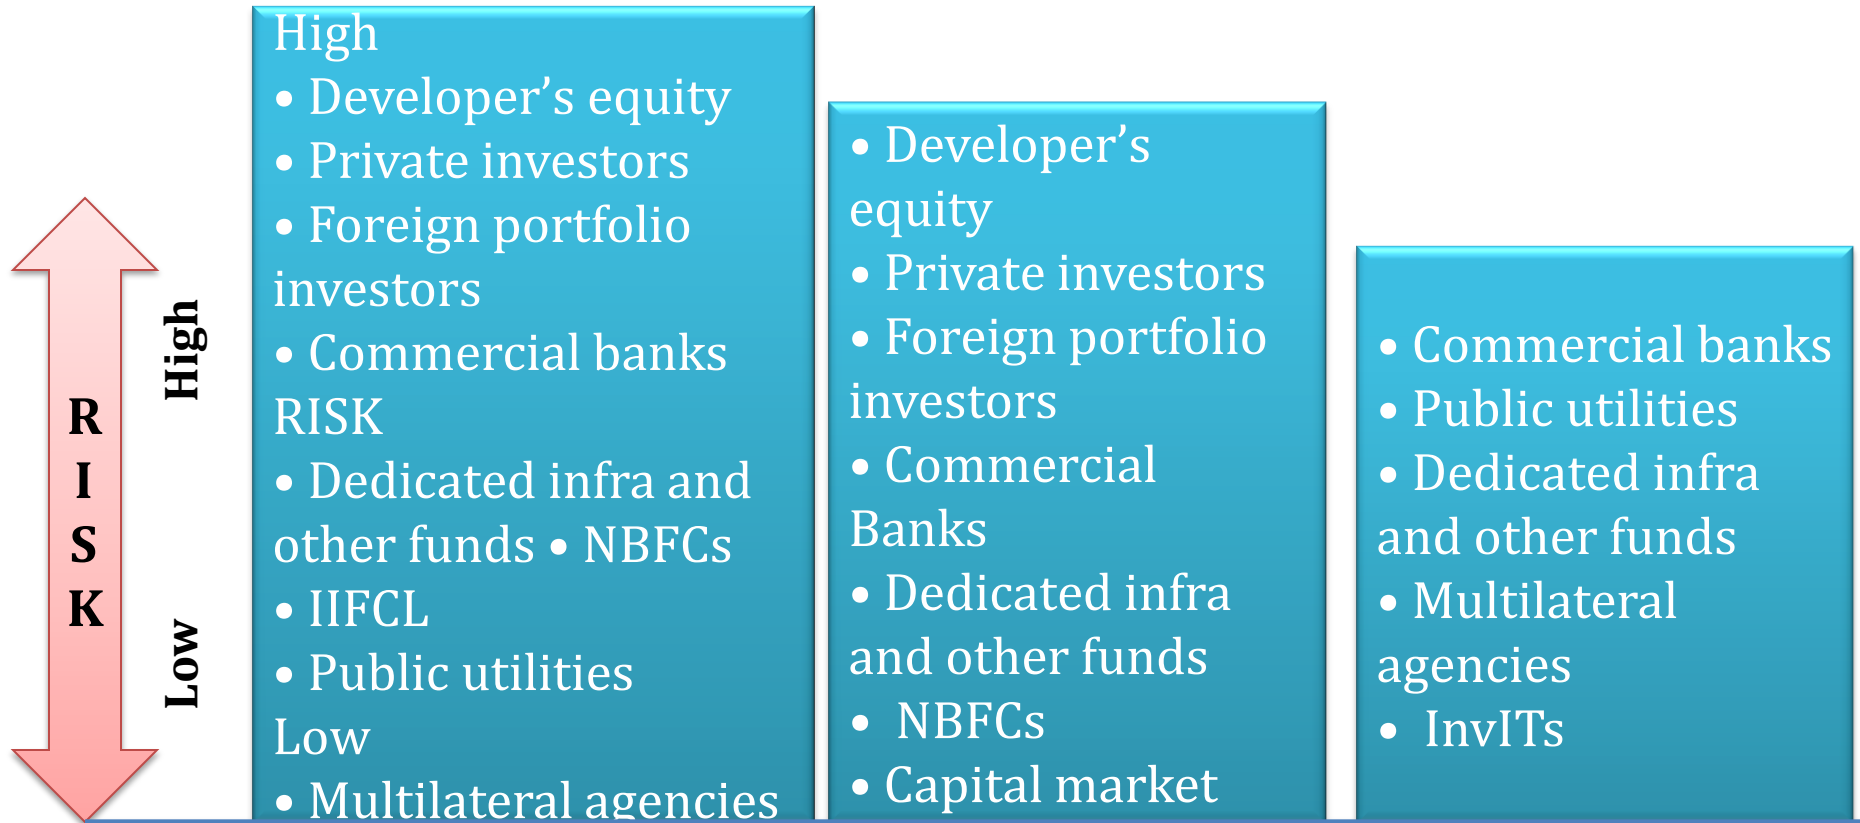 R
I
S
K
High
Low
High
• Developer’s equity
• Private investors
• Foreign portfolio
investors
• Commercial banks
RISK
• Dedicated infra and
other funds • NBFCs
• IIFCL
• Public utilities
Low
• Multilateral agencies
• Developer’s
equity
• Private investors
• Foreign portfolio
investors
• Commercial
Banks
• Dedicated infra
and other funds
• NBFCs
• Capital market
• Commercial banks
• Public utilities
• Dedicated infra
and other funds
• Multilateral
agencies
• InvITs